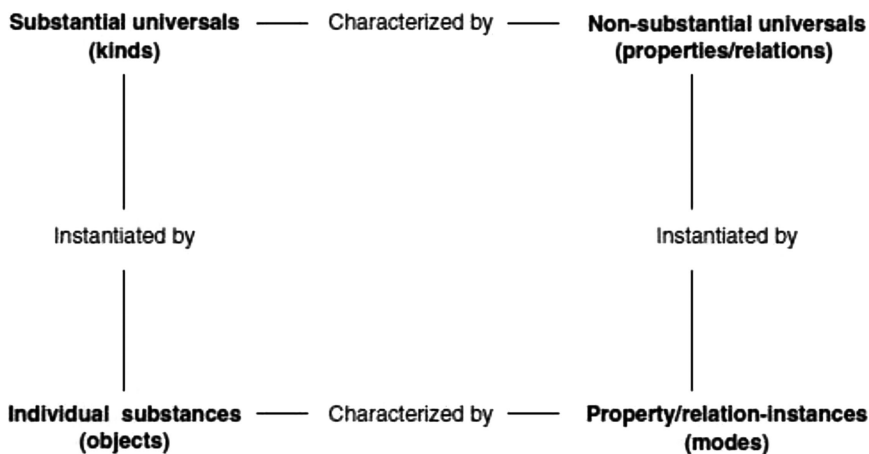 Substantial universals
(kinds)
Characterized by
Non-substantial universals
(properties/relations)
Instantiated by
Instantiated by
Individual substances
(objects)
Characterized by
Property/relation-instances
(modes)